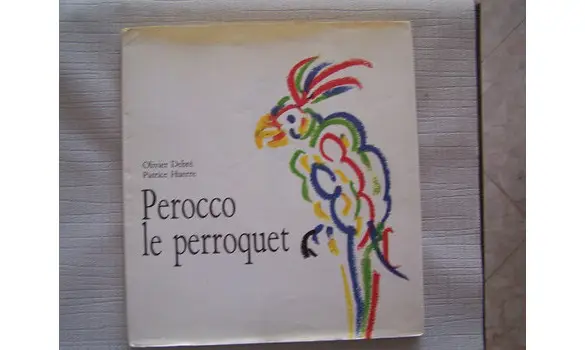 Olivier Debré
Patrice Huerre
Perocco
le perroquet